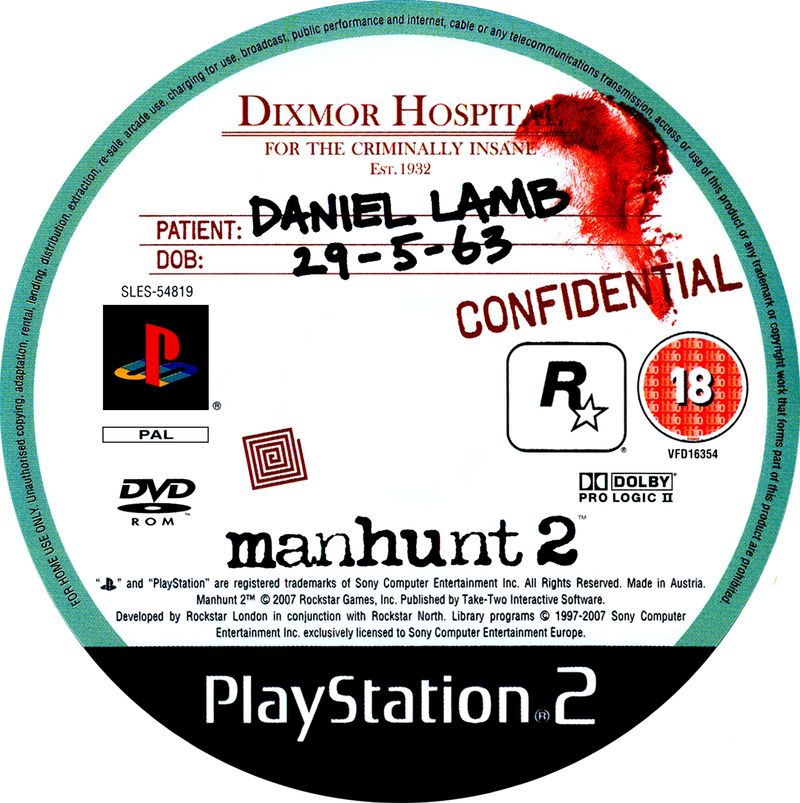 FOR HOME USE ONLY. Unauthorised copying, adaptation, rental, lending, distribution, extraction, re-sale, arcade use, charging for use, broadcast, public performance and internet, cable or any telecommunications transmission, access or use of this product or any trademark or copyright work that forms part of this product are prohibited.
DIXMOR HOSPITAL
FOR THE CRIMINALLY INSANE
EST. 1932
PATIENT: DANIEL LAMB
DOB: 29-5-63
CONFIDENTIAL
SLES-54819
®
PAL
R
®
18
VFD16354
DVD
ROM
DOLBY®
PRO LOGIC II
manhunt 2™
" " and "PlayStation" are registered trademarks of Sony Computer Entertainment Inc. All Rights Reserved. Made in Austria.
Manhunt 2™ © 2007 Rockstar Games, Inc. Published by Take-Two Interactive Software.
Developed by Rockstar London in conjunction with Rockstar North. Library programs © 1997-2007 Sony Computer
Entertainment Inc. exclusively licensed to Sony Computer Entertainment Europe.
PlayStation®2